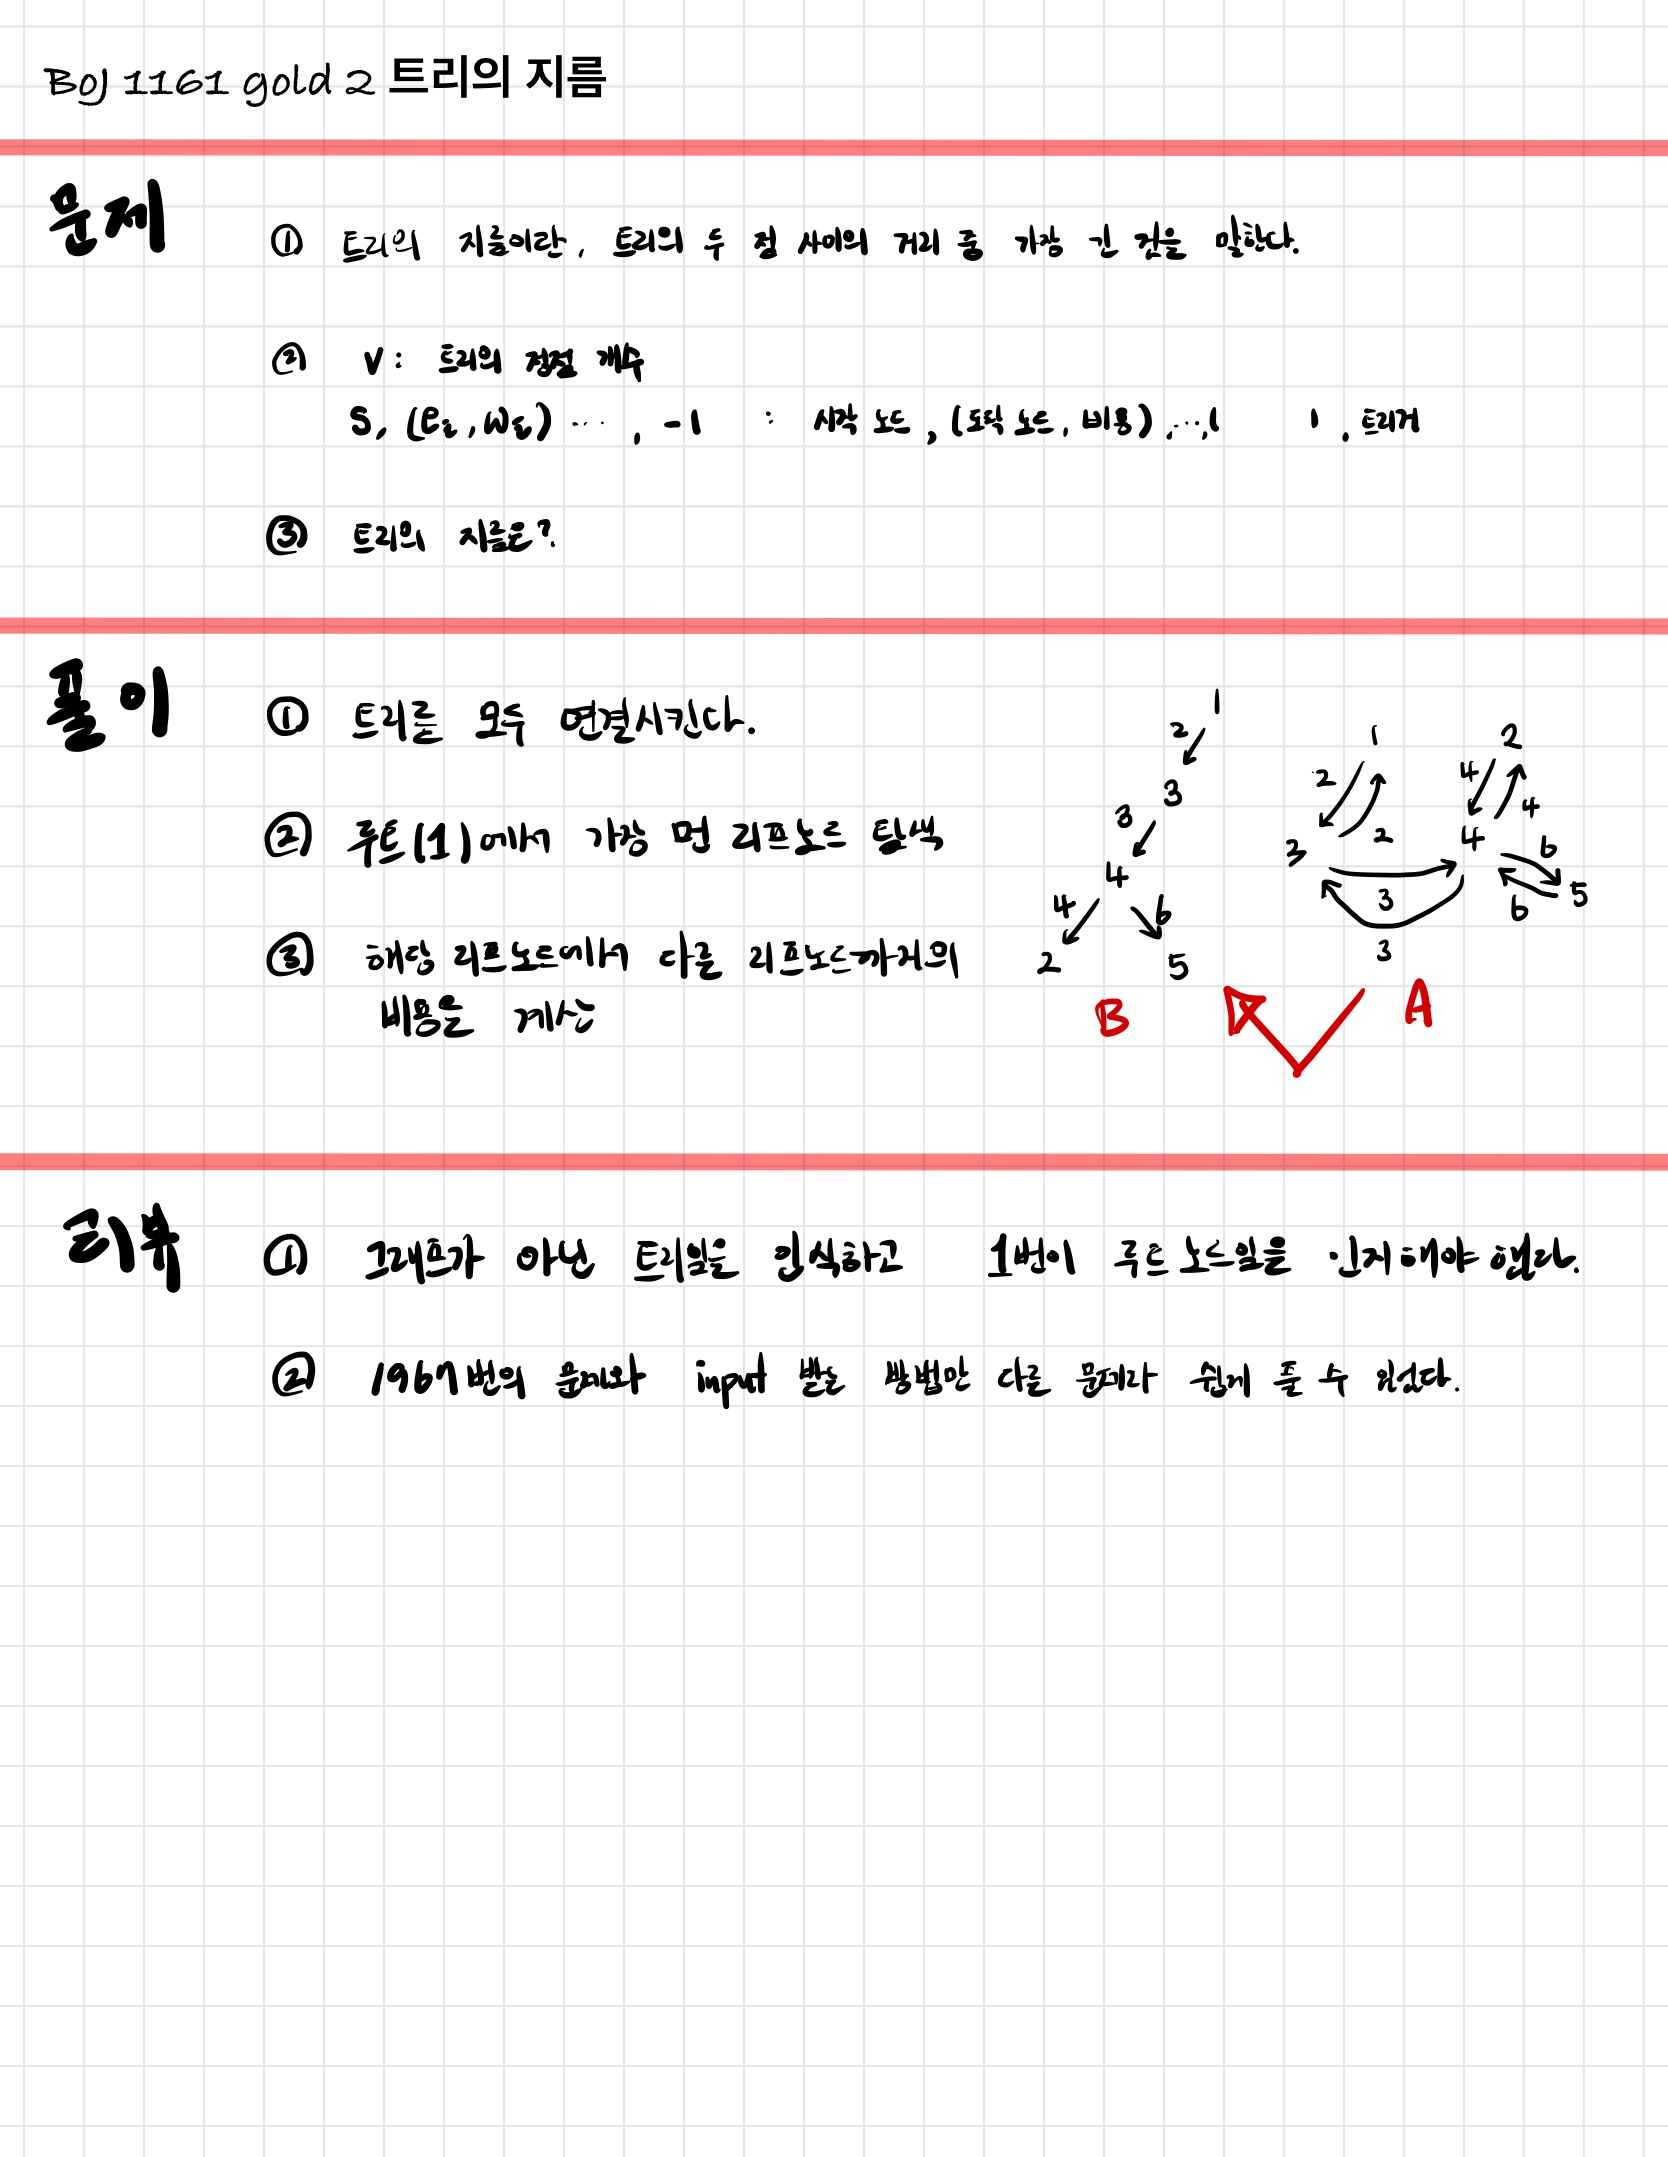 BOJ 1161 gold 2 트리의 지름
문제
① 트리의 지름이란, 트리의 두 점 사이의 거리 중 가장 긴 것을 말한다.
② V : 트리의 정점 개수
S, (Ei, Wi) … , -1 : 시작 노드, (도착 노드, 비용) …, 트리거
③ 트리의 지름은?
풀이
① 트리를 모두 연결시킨다.
② 루트(1)에서 가장 먼 리프노드 탐색
③ 해당 리프노드에서 다른 리프노드까지의
비용을 계산
1
2
3
3
4
4 6
2 5
B
1 2
2 2 4 4
3 4 6
3 6 5
3
A
리뷰
① 그래프가 아닌 트리임을 인식하고 1번이 루트 노드임을 인지해야 했다.
② 1967번의 문제와 input 받는 방법만 다른 문제라 쉽게 풀 수 있었다.